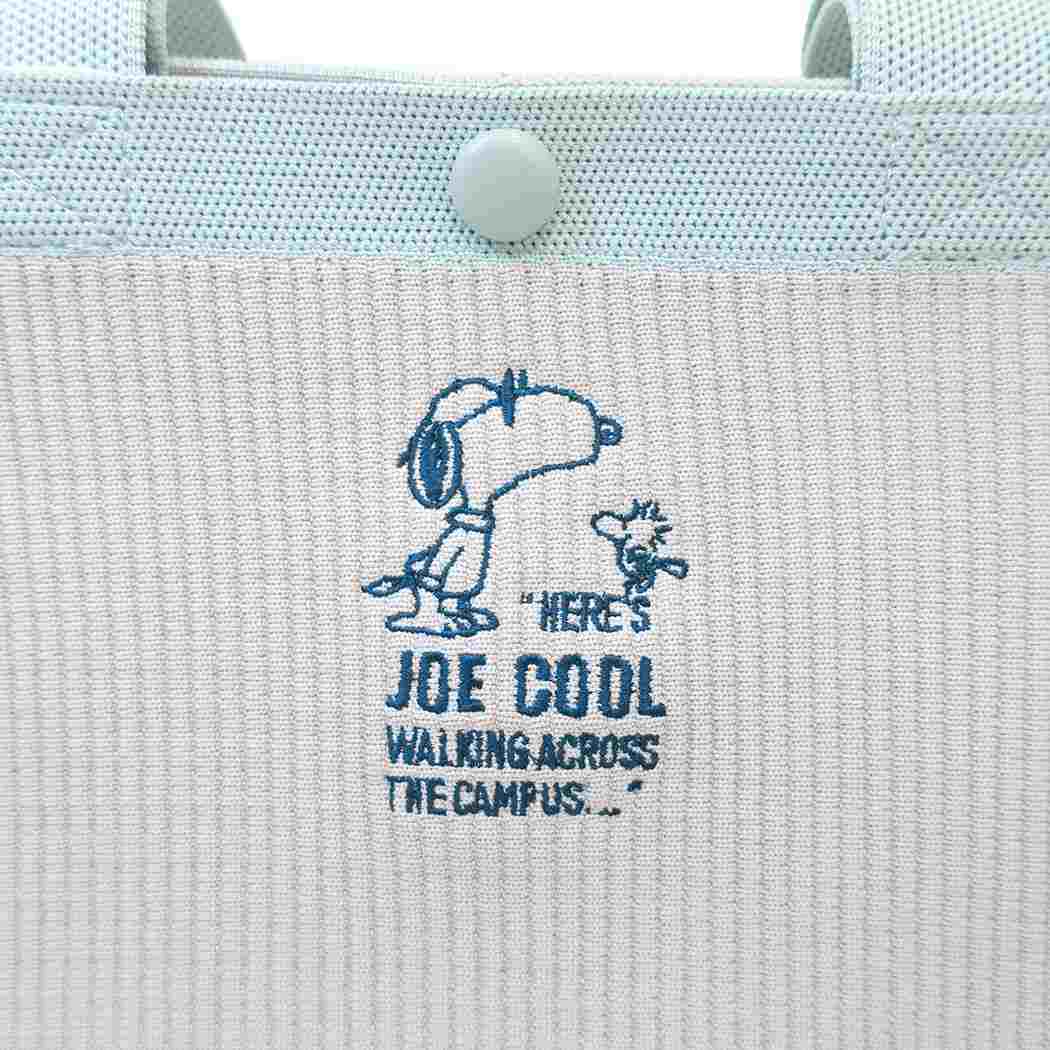 "HERE'S
JOE COOL
WALKING ACROSS
THE CAMPUS...."